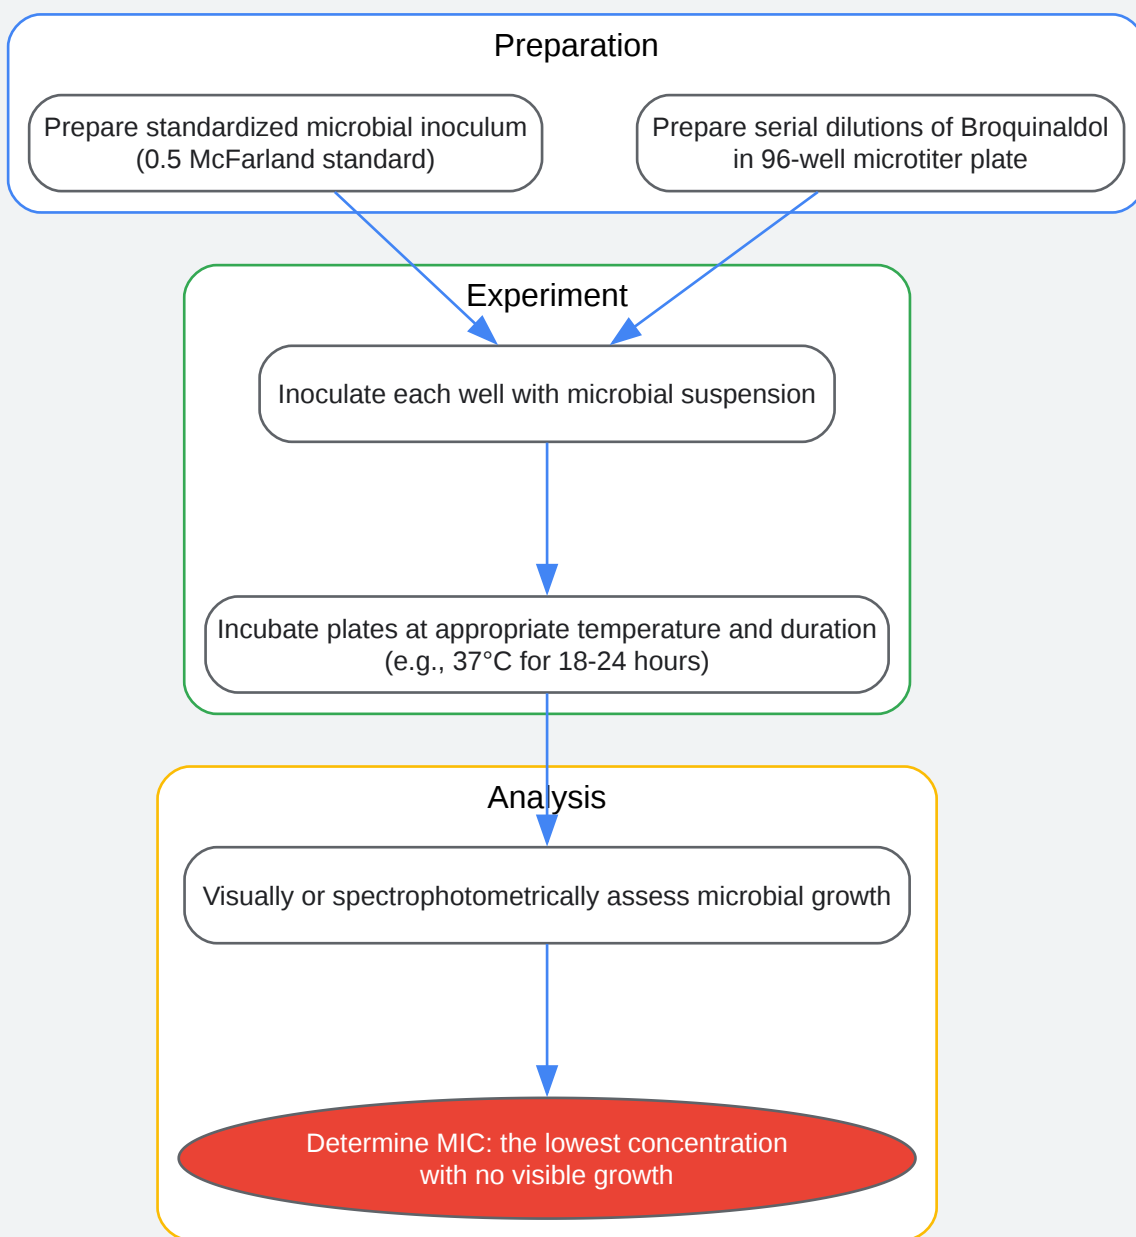 Preparation
Prepare standardized microbial inoculum
(0.5 McFarland standard)
Prepare serial dilutions of Broquinaldol
in 96-well microtiter plate
Experiment
Inoculate each well with microbial suspension
Incubate plates at appropriate temperature and duration
(e.g., 37°C for 18-24 hours)
Analysis
Visually or spectrophotometrically assess microbial growth
Determine MIC: the lowest concentration
with no visible growth